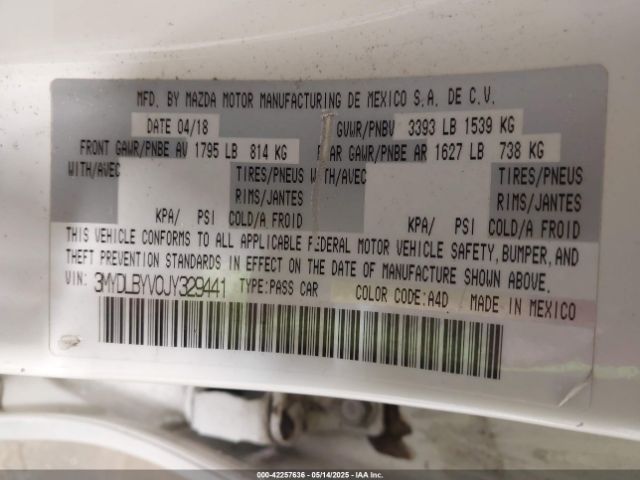 MFD. BY MAZDA MOTOR MANUFACTURING DE MEXICO S.A. DE C.V.
DATE 04/18 GVWR/PNBV 3393 LB 1539 KG
FRONT GAWR/PNBE AV 1795 LB 814 KG AR GAWR/PNBE AR 1627 LB 738 KG
WITH/AVEC TIRES/PNEUS WITH/AVEC TIRES/PNEUS
RIMS/JANTES RIMS/JANTES
KPA/ PSI COLD/A FROID KPA/ PSI COLD/A FROID
THIS VEHICLE CONFORMS TO ALL APPLICABLE FEDERAL MOTOR VEHICLE SAFETY, BUMPER, AND
THEFT PREVENTION STANDARDS IN EFFECT ON THE DATE OF MANUFACTURE SHOWN ABOVE.
VIN: 3MYDLBYV0JY329441 TYPE:PASS CAR COLOR CODE:A4D MADE IN MEXICO
000-42257636 - 05/14/2025 - IAA Inc.